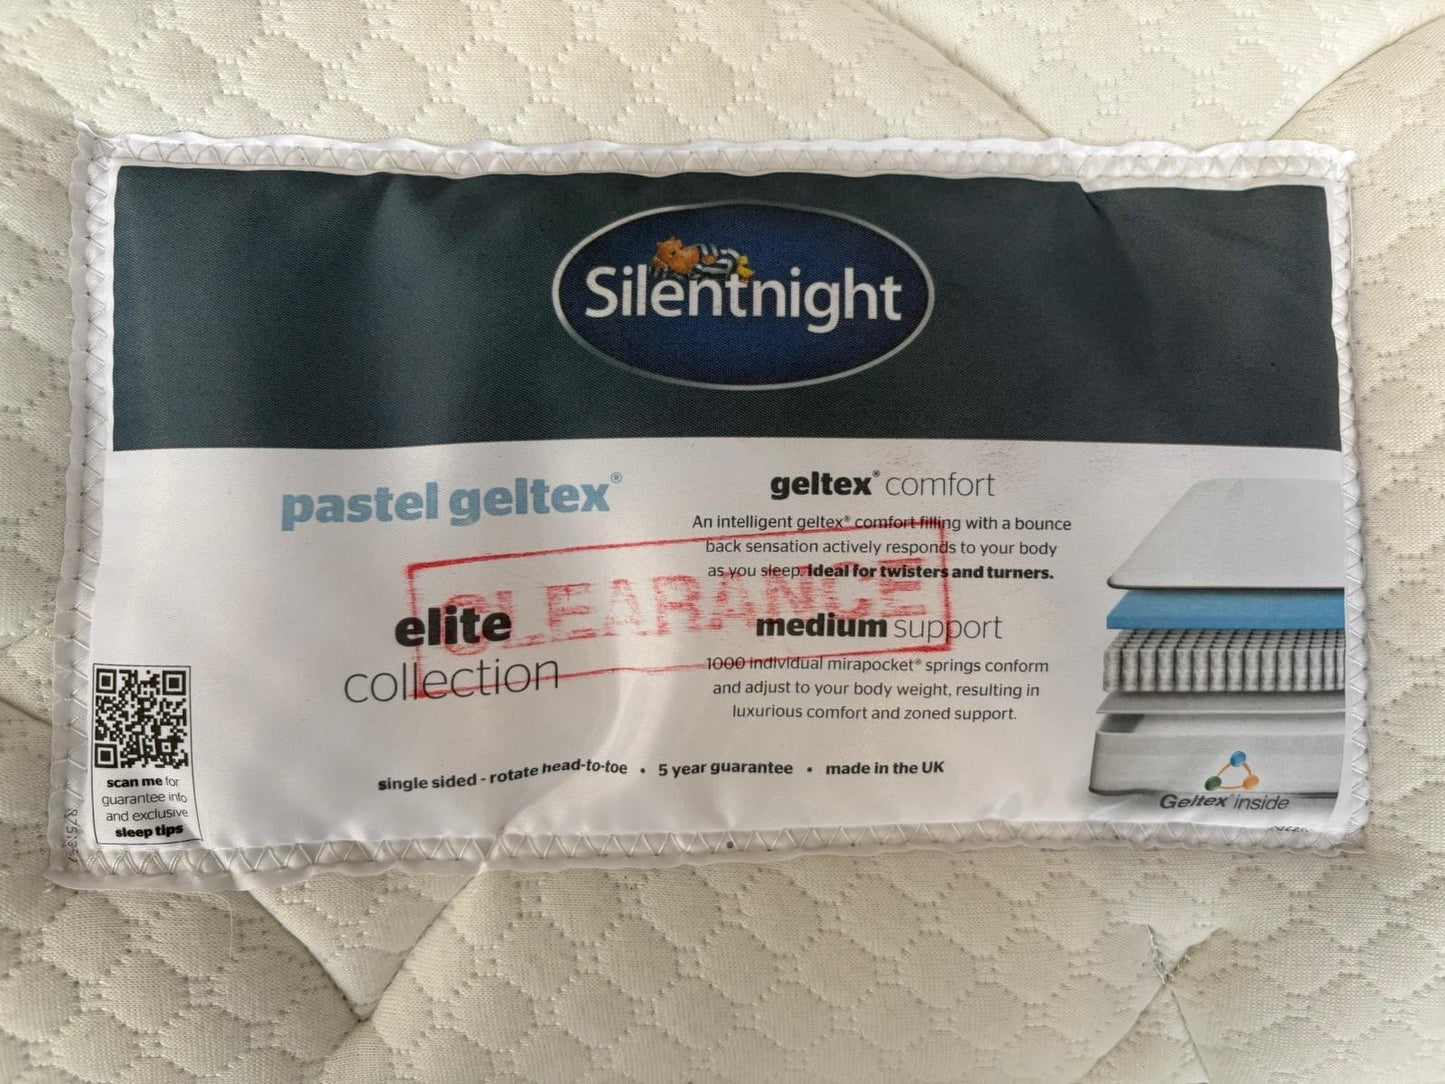 Silentnight
pastel geltex®
elite
collection
CLEARANCE
geltex® comfort
An intelligent geltex® comfort filling with a bounce
back sensation actively responds to your body
as you sleep. Ideal for twisters and turners.
medium support
1000 individual mirapocket® springs conform
and adjust to your body weight, resulting in
luxurious comfort and zoned support.
single sided - rotate head-to-toe • 5 year guarantee • made in the UK
scan me for
guarantee info
and exclusive
sleep tips
Geltex® inside